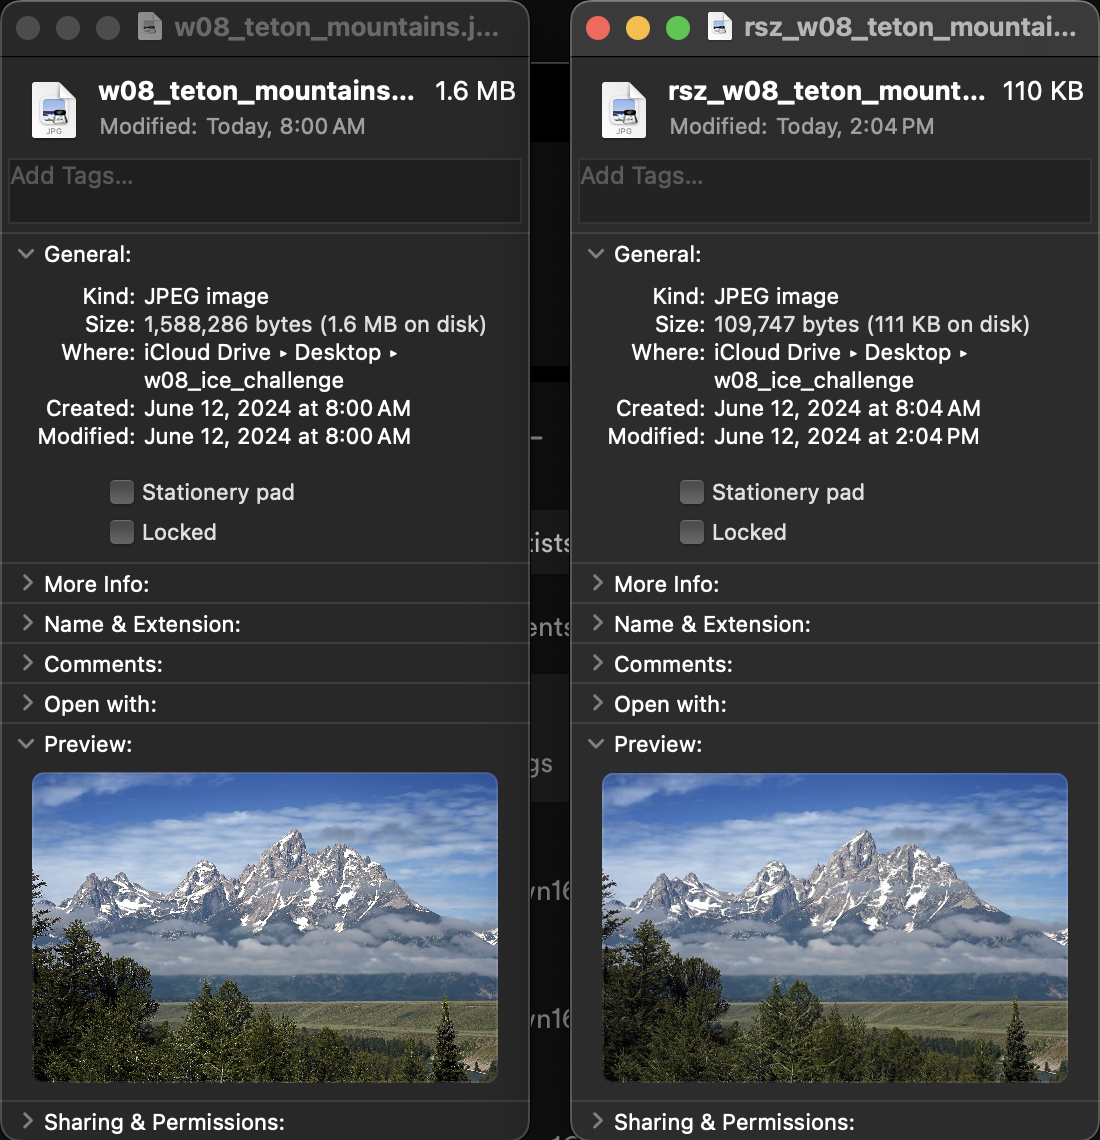 w08_teton_mountains.j...
w08_teton_mountains... 1.6 MB
Modified: Today, 8:00 AM
JPG
Add Tags...
General:
Kind: JPEG image
Size: 1,588,286 bytes (1.6 MB on disk)
Where: iCloud Drive ▸ Desktop ▸
w08_ice_challenge
Created: June 12, 2024 at 8:00 AM
Modified: June 12, 2024 at 8:00 AM
Stationery pad
Locked
More Info:
Name & Extension:
Comments:
Open with:
Preview:
Sharing & Permissions:
rsz_w08_teton_mountai...
rsz_w08_teton_mount... 110 KB
Modified: Today, 2:04 PM
JPG
Add Tags...
General:
Kind: JPEG image
Size: 109,747 bytes (111 KB on disk)
Where: iCloud Drive ▸ Desktop ▸
w08_ice_challenge
Created: June 12, 2024 at 8:04 AM
Modified: June 12, 2024 at 2:04 PM
Stationery pad
Locked
More Info:
Name & Extension:
Comments:
Open with:
Preview:
Sharing & Permissions: